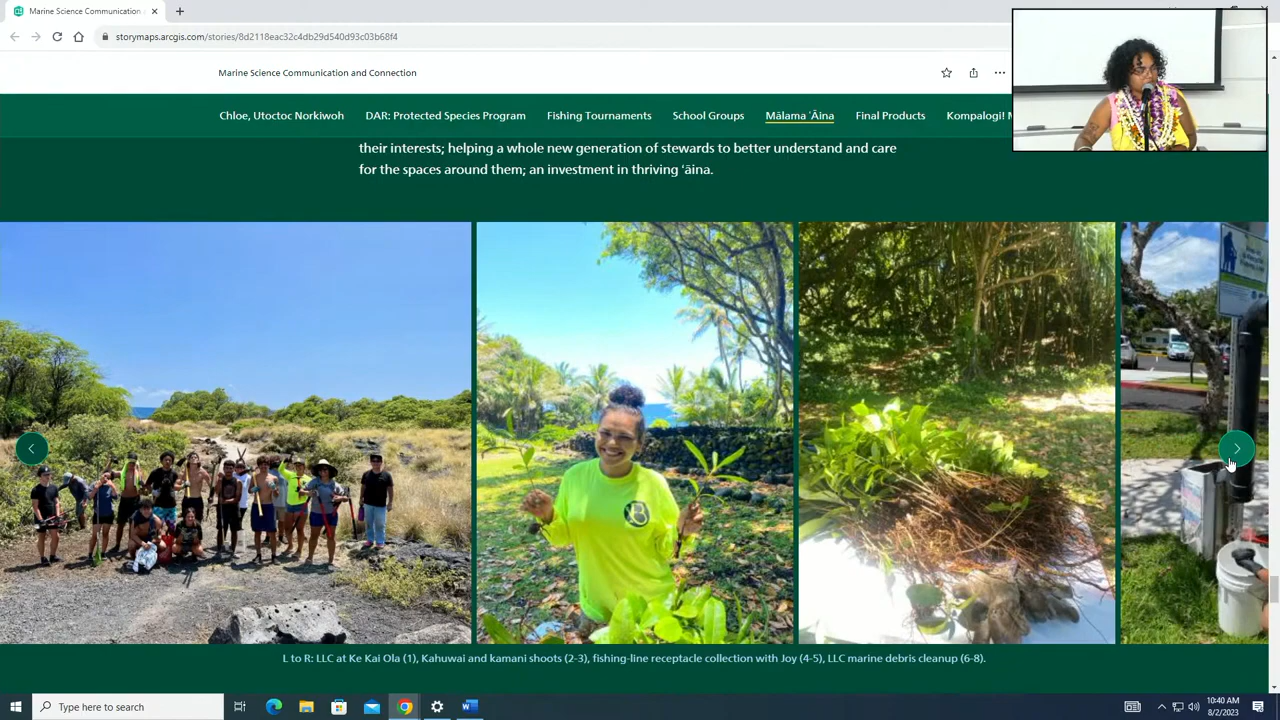 Marine Science Communication a
storymaps.arcgis.com/stories/8d2118eac32c4db29d540d93c03b68f4
Marine Science Communication and Connection
Chloe, Utoctoc Norkiwoh
DAR: Protected Species Program
Fishing Tournaments
School Groups
Mālama ʻĀina
Final Products
Kompalogi! M
their interests; helping a whole new generation of stewards to better understand and care
for the spaces around them; an investment in thriving ʻāina.
L to R: LLC at Ke Kai Ola (1), Kahuwai and kamani shoots (2-3), fishing-line receptacle collection with Joy (4-5), LLC marine debris cleanup (6-8).
Type here to search
10:40 AM
8/2/2023